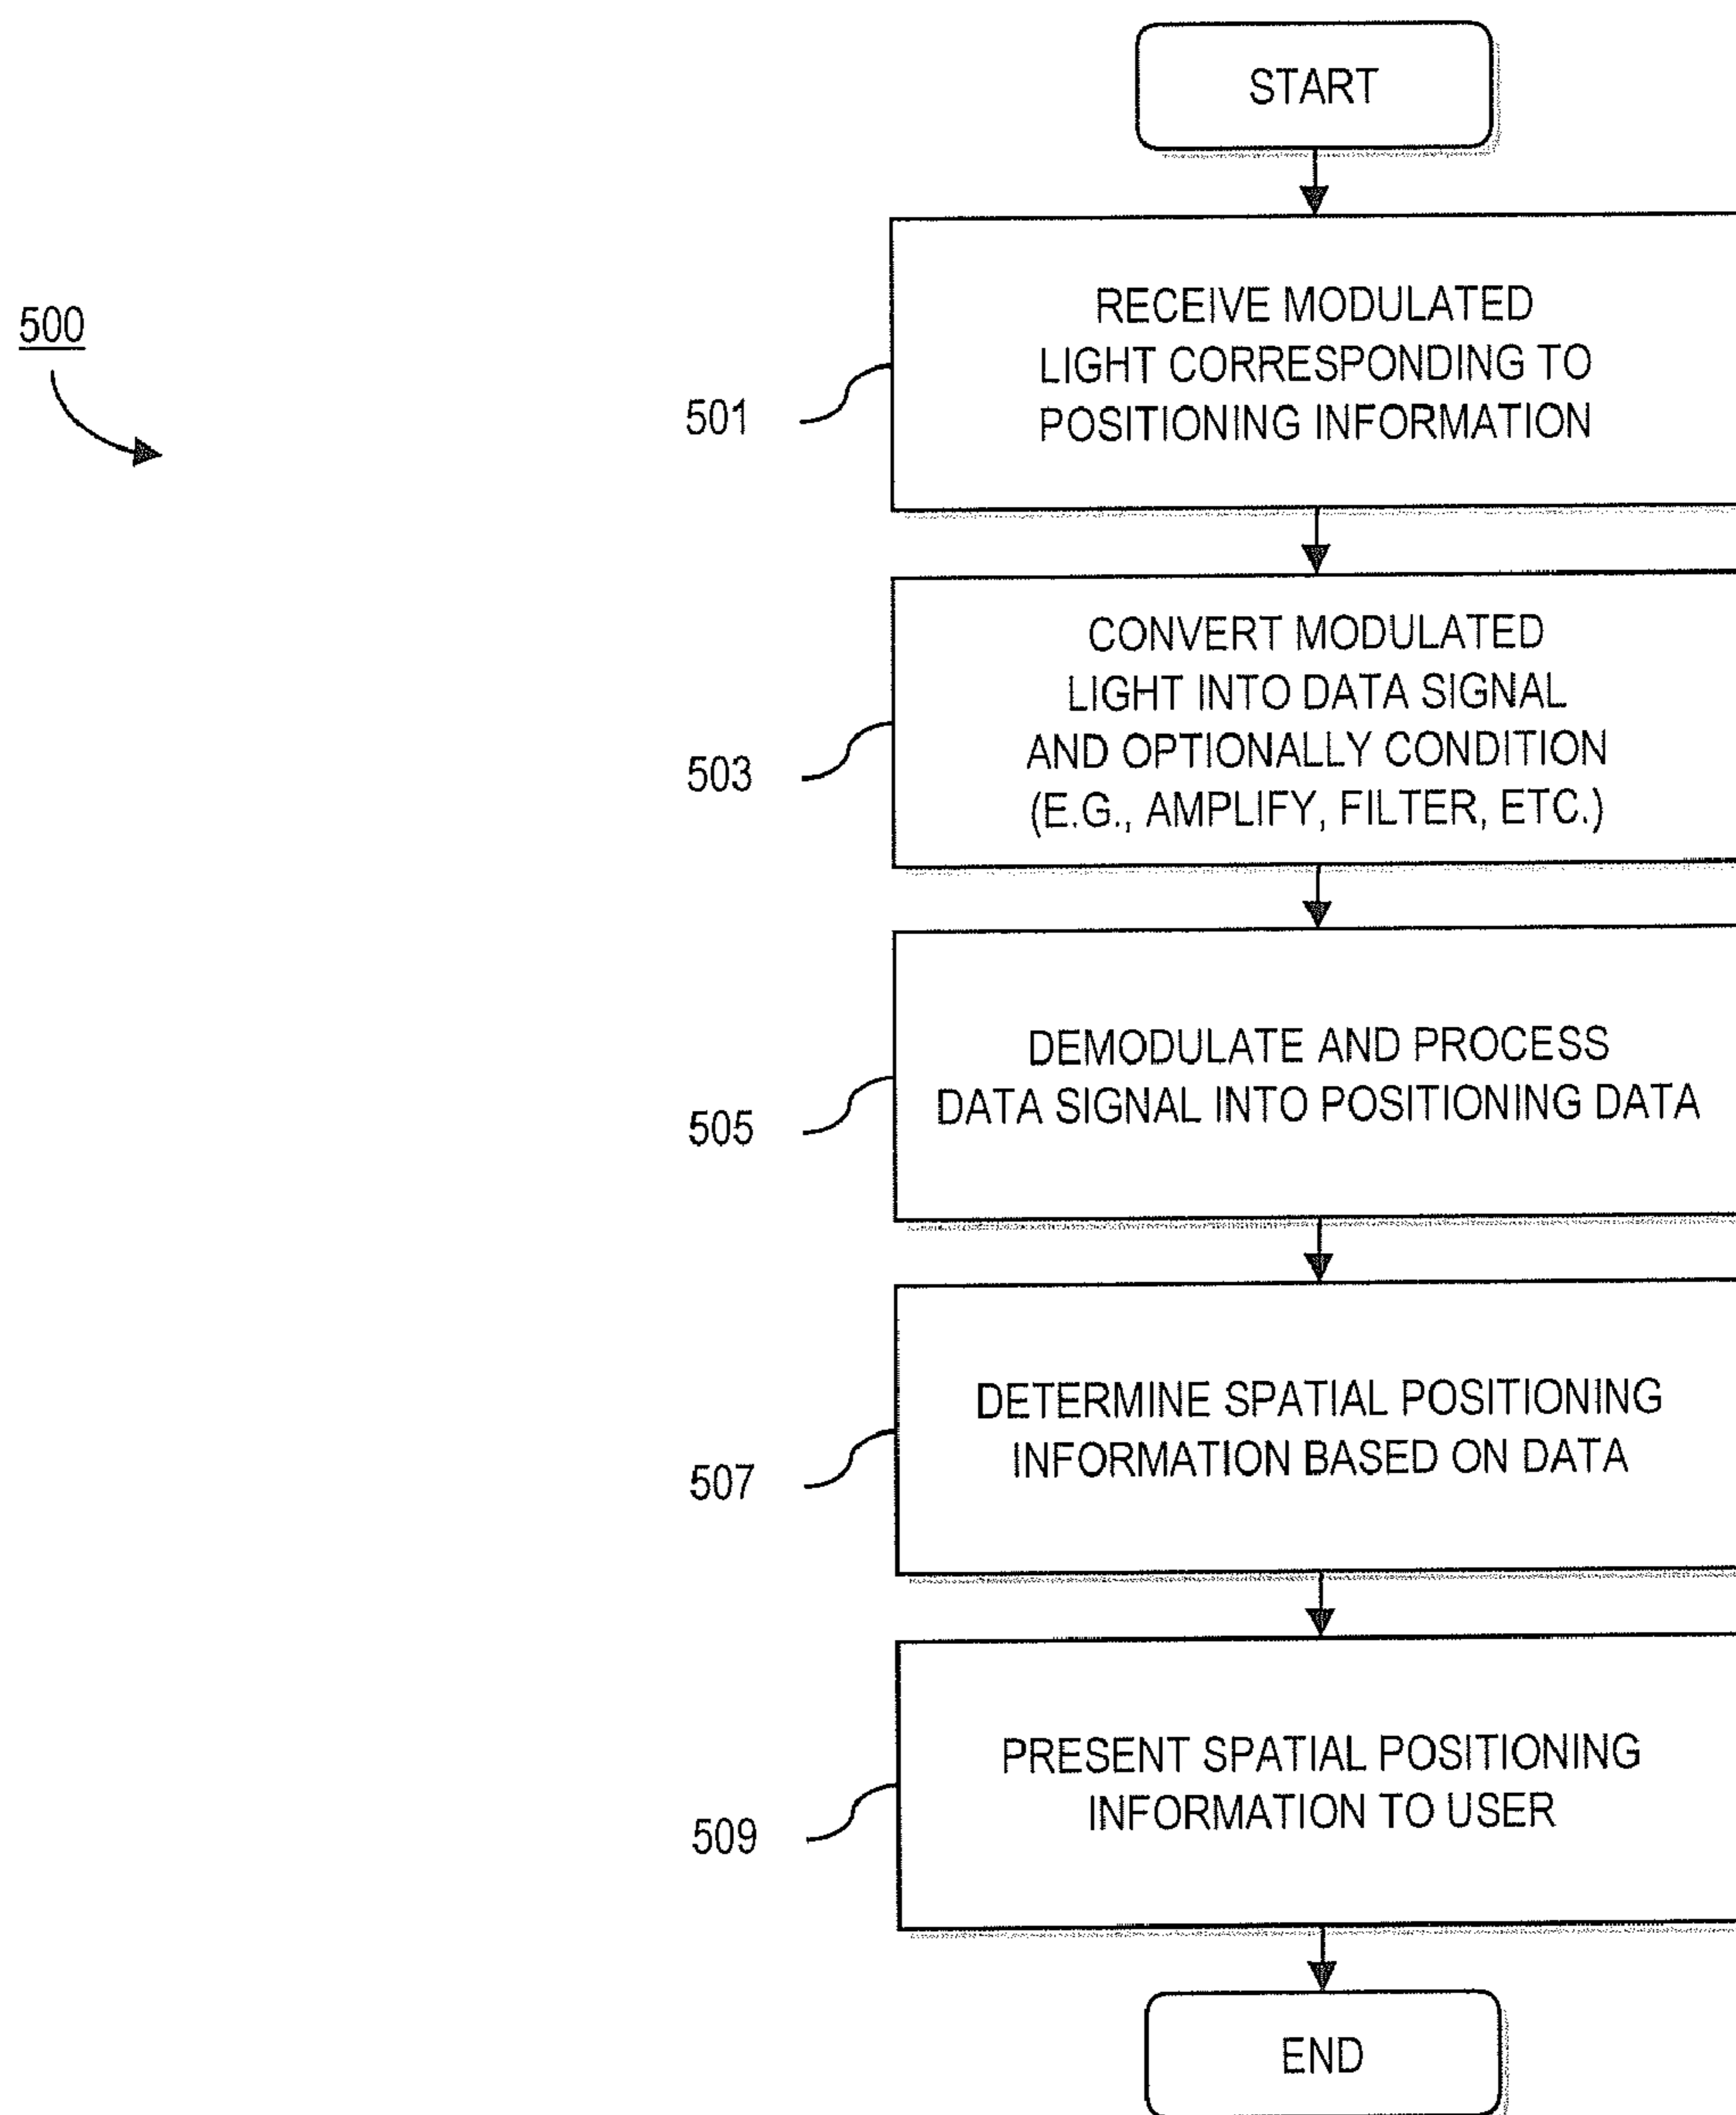 START
500
RECEIVE MODULATED
LIGHT CORRESPONDING TO
POSITIONING INFORMATION
501
CONVERT MODULATED
LIGHT INTO DATA SIGNAL
AND OPTIONALLY CONDITION
(E.G., AMPLIFY, FILTER, ETC.)
503
DEMODULATE AND PROCESS
DATA SIGNAL INTO POSITIONING DATA
505
DETERMINE SPATIAL POSITIONING
INFORMATION BASED ON DATA
507
PRESENT SPATIAL POSITIONING
INFORMATION TO USER
509
END